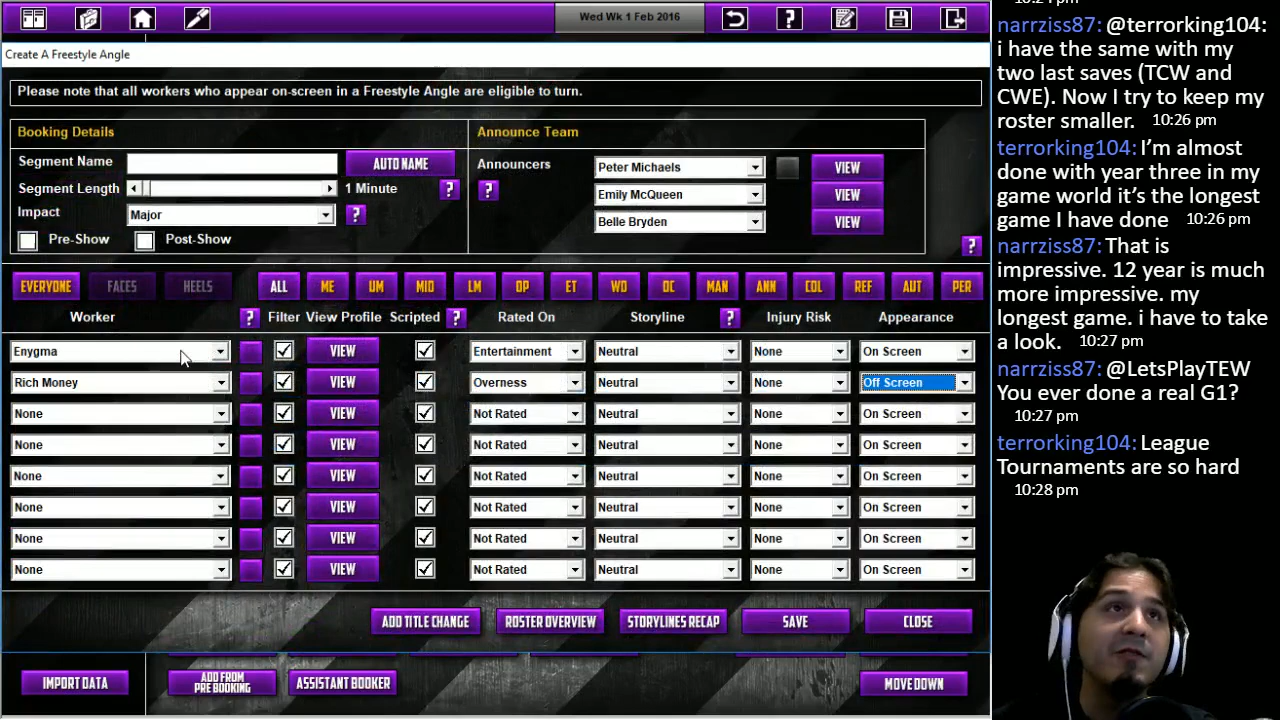 Wed Wk 1 Feb 2016
?
Create A Freestyle Angle
Please note that all workers who appear on-screen in a Freestyle Angle are eligible to turn.
Booking Details
Segment Name
AUTO NAME
Segment Length
1 Minute
?
Impact
Major
?
Pre-Show
Post-Show
Announce Team
Announcers
Peter Michaels
VIEW
?
Emily McQueen
VIEW
Belle Bryden
VIEW
?
EVERYONE FACES HEELS ALL ME UM MID LM OP ET WO OC MAN ANN COL REF AUT PER
Worker ? Filter View Profile Scripted ? Rated On Storyline ? Injury Risk Appearance
Enygma VIEW Entertainment Neutral None On Screen
Rich Money VIEW Overness Neutral None Off Screen
None VIEW Not Rated Neutral None On Screen
None VIEW Not Rated Neutral None On Screen
None VIEW Not Rated Neutral None On Screen
None VIEW Not Rated Neutral None On Screen
None VIEW Not Rated Neutral None On Screen
None VIEW Not Rated Neutral None On Screen
ADD TITLE CHANGE ROSTER OVERVIEW STORYLINES RECAP SAVE CLOSE
IMPORT DATA
ADD FROM
PRE BOOKING
ASSISTANT BOOKER
MOVE DOWN
narrziss87: @terrorking104:
i have the same with my
two last saves (TCW and
CWE). Now I try to keep my
roster smaller. 10:26 pm
terrorking104: I'm almost
done with year three in my
game world it's the longest
game I have done 10:26 pm
narrziss87: That is
impressive. 12 year is much
more impressive. my
longest game. i have to take
a look. 10:27 pm
narrziss87: @LetsPlayTEW
You ever done a real G1?
10:27 pm
terrorking104: League
Tournaments are so hard
10:28 pm